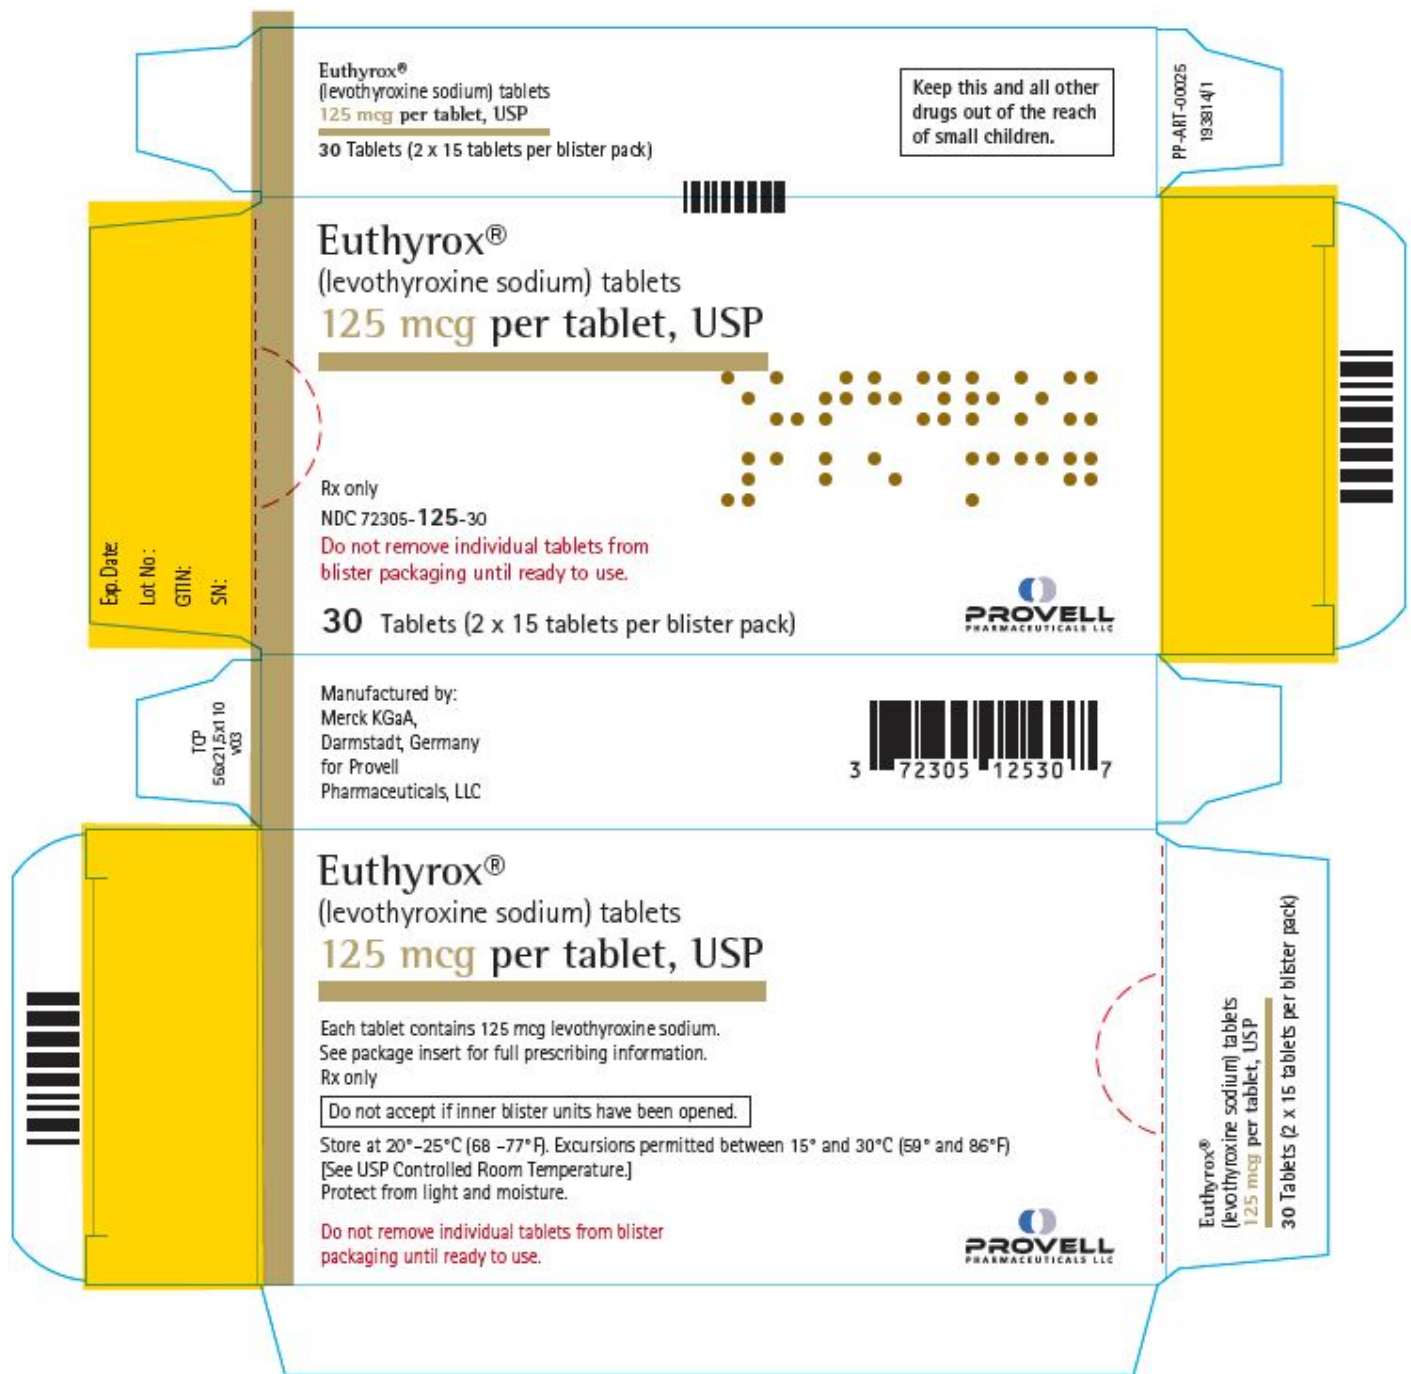 Euthyrox®
(levothyroxine sodium) tablets
125 mcg per tablet, USP
30 Tablets (2 x 15 tablets per blister pack)
Keep this and all other
drugs out of the reach
of small children.
PP-ART-00025
193814/1
Euthyrox®
(levothyroxine sodium) tablets
125 mcg per tablet, USP
Rx only
NDC 72305-125-30
Do not remove individual tablets from
blister packaging until ready to use.
30 Tablets (2 x 15 tablets per blister pack)
PROVELL
PHARMACEUTICALS LLC
Exp.Date:
Lot No :
GTIN:
SN:
TCP
56x21,5x110
v03
Manufactured by:
Merck KGaA,
Darmstadt, Germany
for Provell
Pharmaceuticals, LLC
3 72305 12530 7
Euthyrox®
(levothyroxine sodium) tablets
125 mcg per tablet, USP
Each tablet contains 125 mcg levothyroxine sodium.
See package insert for full prescribing information.
Rx only
Do not accept if inner blister units have been opened.
Store at 20°–25°C (68 –77°F). Excursions permitted between 15° and 30°C (59° and 86°F)
[See USP Controlled Room Temperature.]
Protect from light and moisture.
Do not remove individual tablets from blister
packaging until ready to use.
PROVELL
PHARMACEUTICALS LLC
Euthyrox®
(levothyroxine sodium) tablets
125 mcg per tablet, USP
30 Tablets (2 x 15 tablets per blister pack)